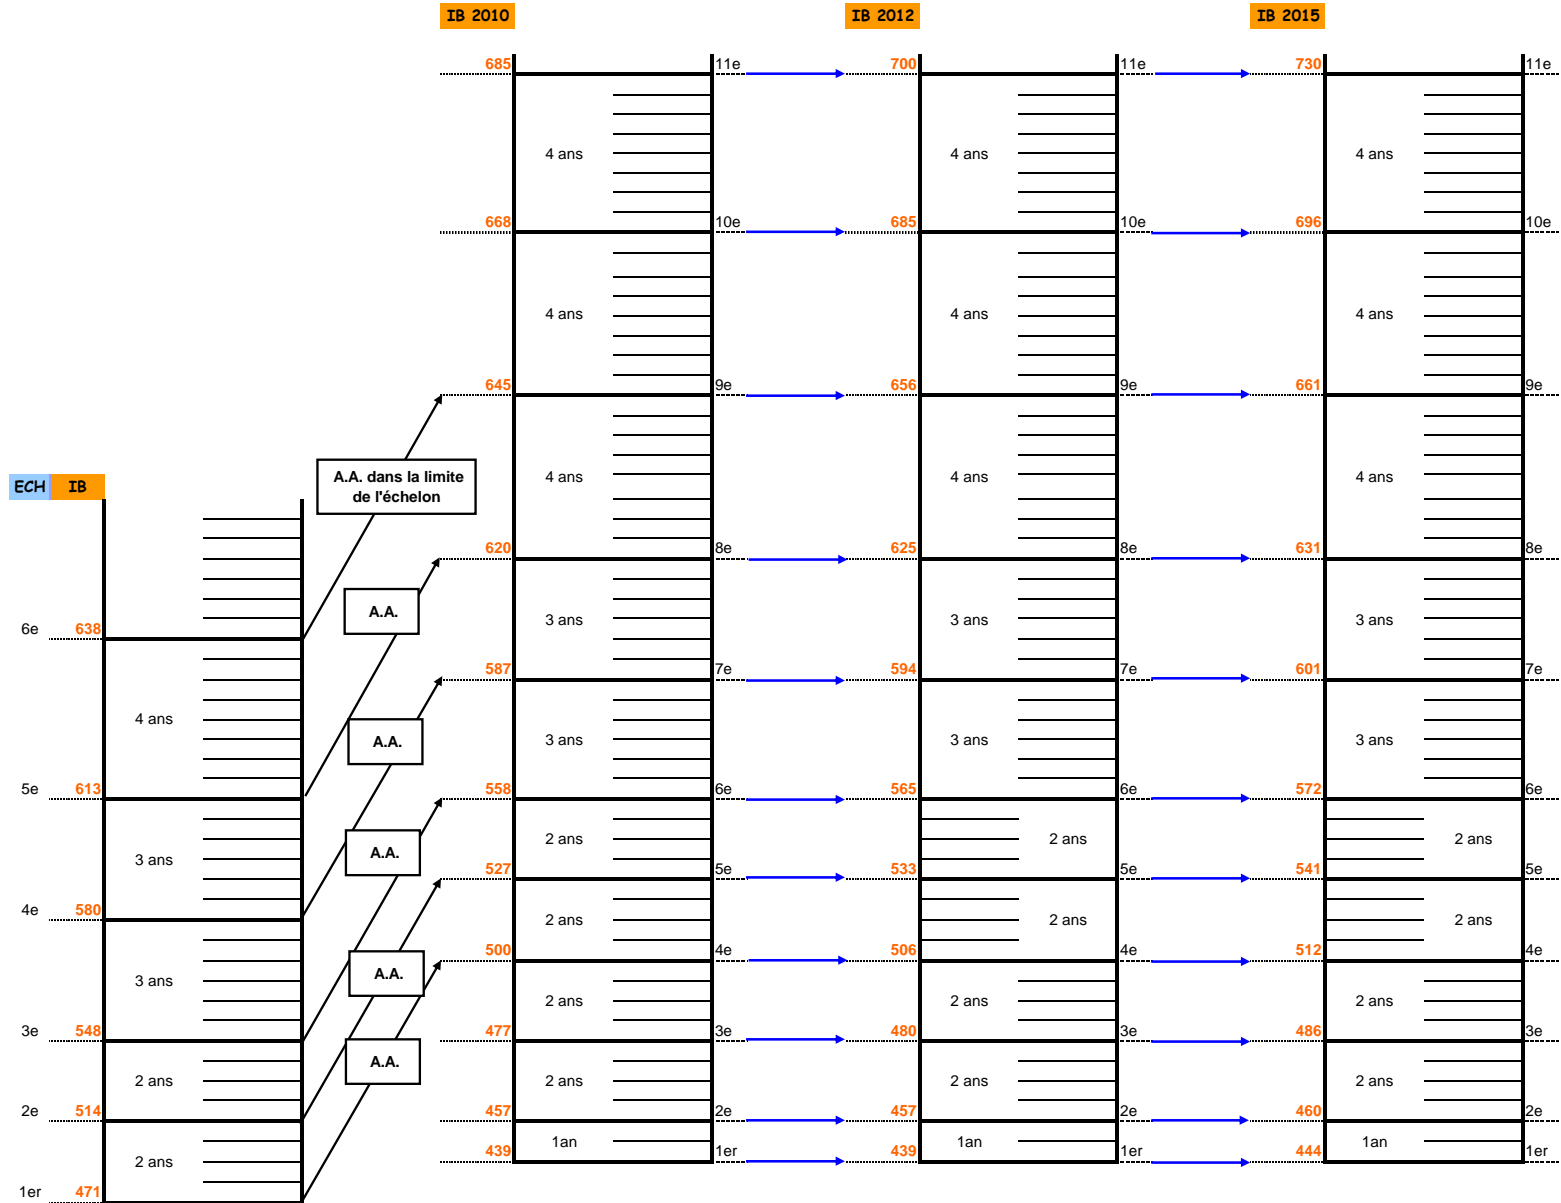 IB 2010 IB 2012 IB 2015
685 11e 700 11e 730 11e
4 ans 4 ans 4 ans
668 10e 685 10e 696 10e
4 ans 4 ans 4 ans
645 9e 656 9e 661 9e
A.A. dans la limite
de l'échelon
4 ans 4 ans 4 ans
ECH IB
620 8e 625 8e 631 8e
A.A.
3 ans 3 ans 3 ans
6e 638
587 7e 594 7e 601 7e
4 ans
A.A.
3 ans 3 ans 3 ans
5e 613 558 6e 565 6e 572 6e
2 ans 2 ans 2 ans
A.A.
3 ans
527 5e 533 5e 541 5e
4e 580
2 ans 2 ans 2 ans
500 4e 506 4e 512 4e
A.A.
3 ans
2 ans 2 ans 2 ans
3e 548 477 3e 480 3e 486 3e
A.A.
2 ans 2 ans 2 ans 2 ans
2e 514 457 2e 457 2e 460 2e
1an 1an 1an
439 1er 439 1er 444 1er
2 ans
1er 471